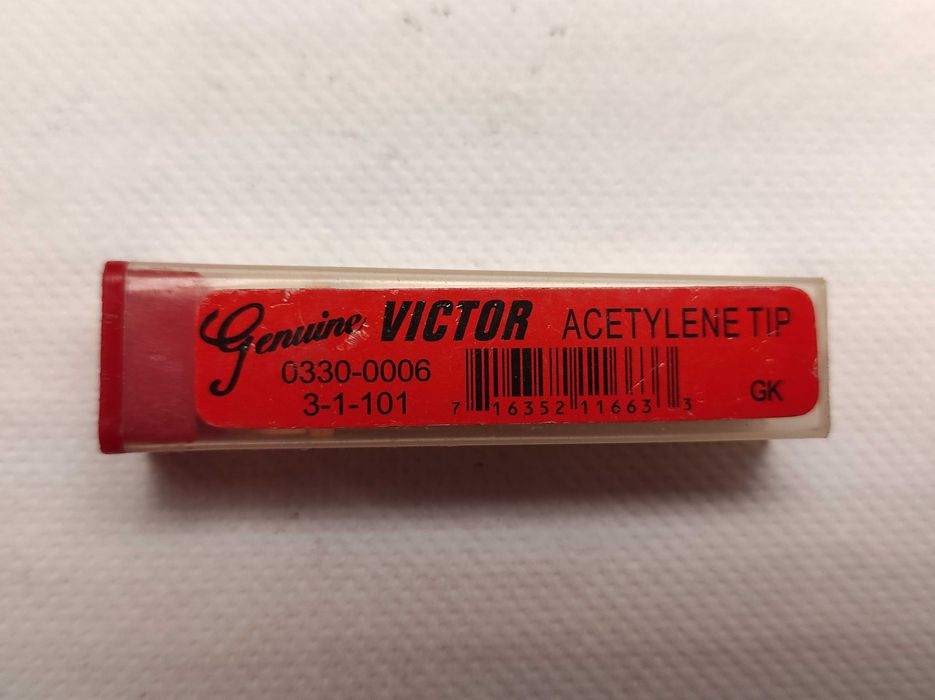 Genuine VICTOR ACETYLENE TIP
0330-0006
3-1-101
7 16352 11663 3
GK